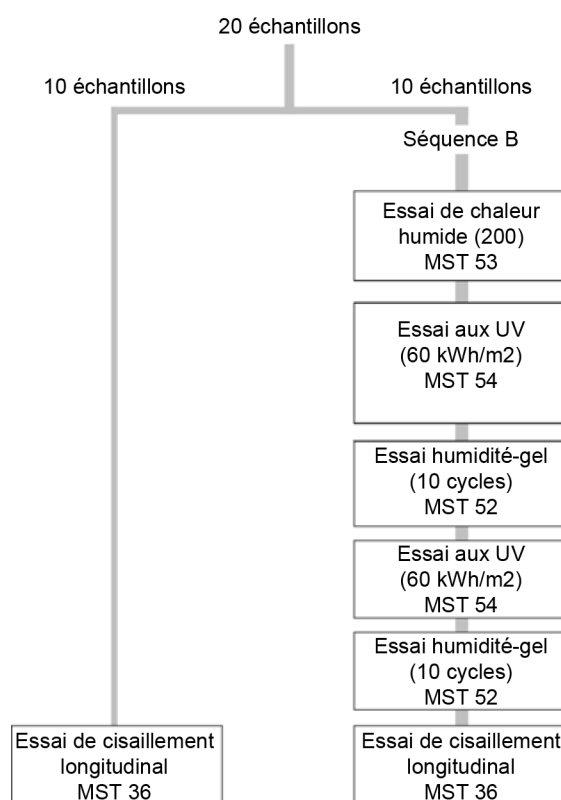 20 échantillons
10 échantillons
10 échantillons
Séquence B
Essai de chaleur
humide (200)
MST 53
Essai aux UV
(60 kWh/m2)
MST 54
Essai humidité-gel
(10 cycles)
MST 52
Essai aux UV
(60 kWh/m2)
MST 54
Essai humidité-gel
(10 cycles)
MST 52
Essai de cisaillement
longitudinal
MST 36
Essai de cisaillement
longitudinal
MST 36